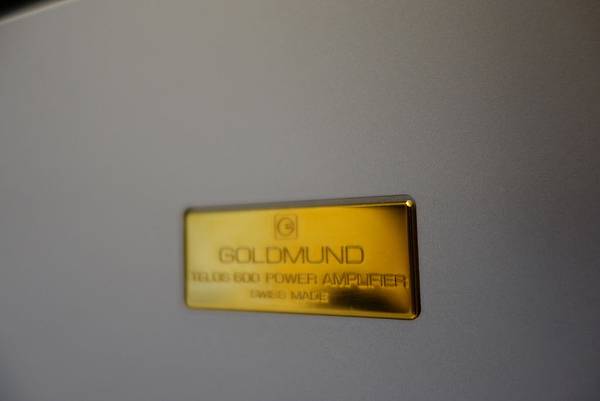 GOLDMUND
TELOS 600 POWER AMPLIFIER
SWISS MADE